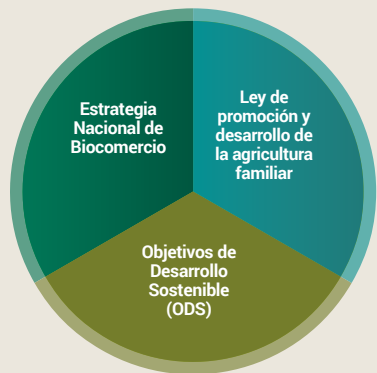 Estrategia
Nacional de
Biocomercio
Ley de
promoción y
desarrollo de
la agricultura
familiar
Objetivos de
Desarrollo
Sostenible
(ODS)